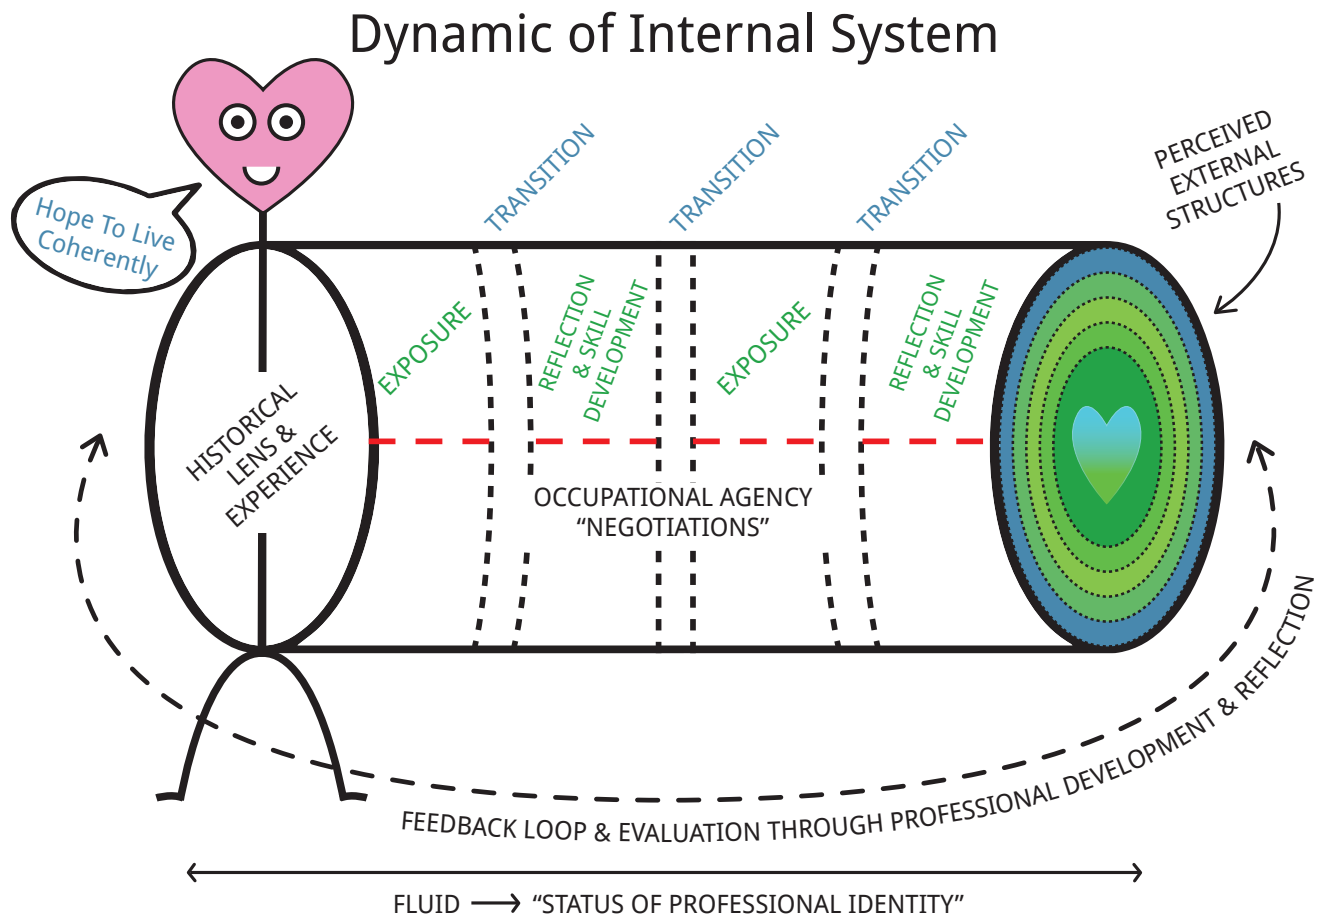 Dynamic of Internal System
Hope To Live
Coherently
TRANSITION
TRANSITION
TRANSITION
PERCEIVED
EXTERNAL
STRUCTURES
HISTORICAL
LENS &
EXPERIENCE
EXPOSURE
REFLECTION
& SKILL
DEVELOPMENT
EXPOSURE
REFLECTION
& SKILL
DEVELOPMENT
OCCUPATIONAL AGENCY
“NEGOTIATIONS”
FEEDBACK LOOP & EVALUATION THROUGH PROFESSIONAL DEVELOPMENT & REFLECTION
FLUID → “STATUS OF PROFESSIONAL IDENTITY”